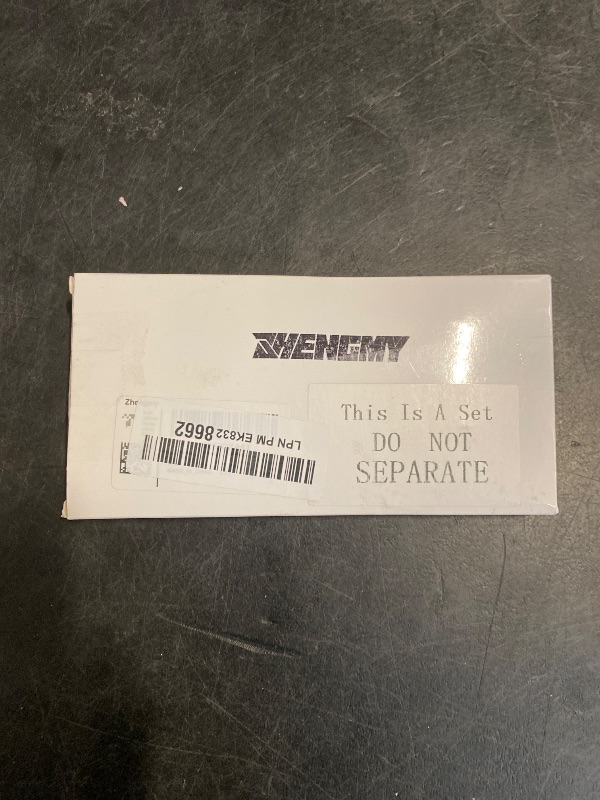 ZHENGMY
This Is A Set
DO NOT
SEPARATE
LPN PM EK832 8662